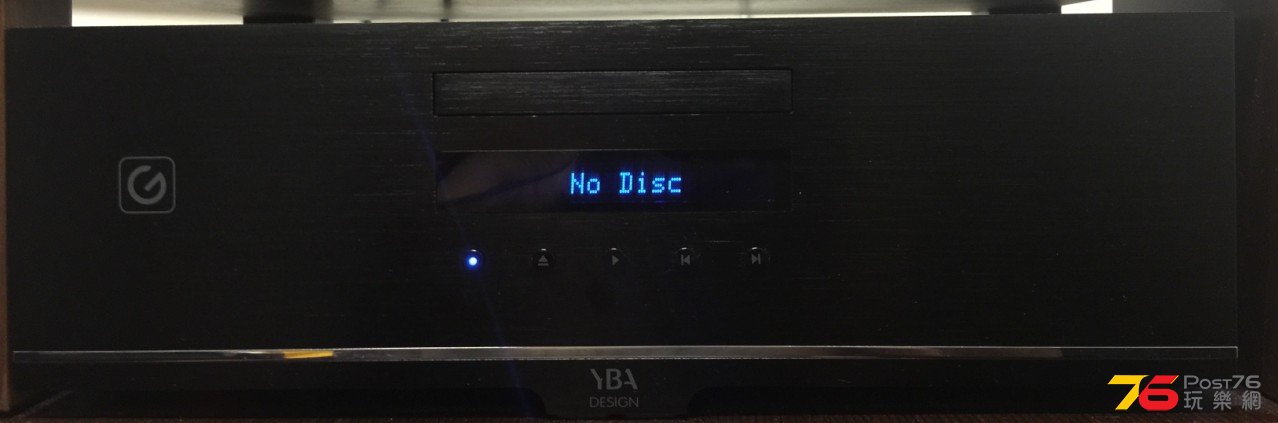 No Disc
YBA
DESIGN
76 Post76
玩樂網